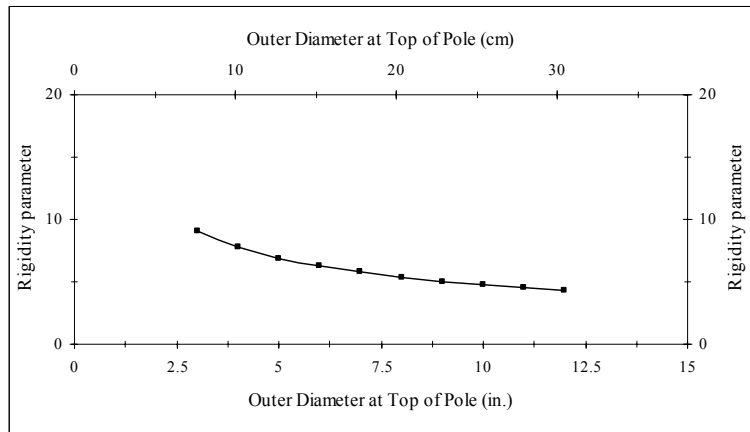 Outer Diameter at Top of Pole (cm)
0 10 20 30
20 20
Rigidity parameter
10 10
Rigidity parameter
0 0
0 2.5 5 7.5 10 12.5 15
Outer Diameter at Top of Pole (in.)